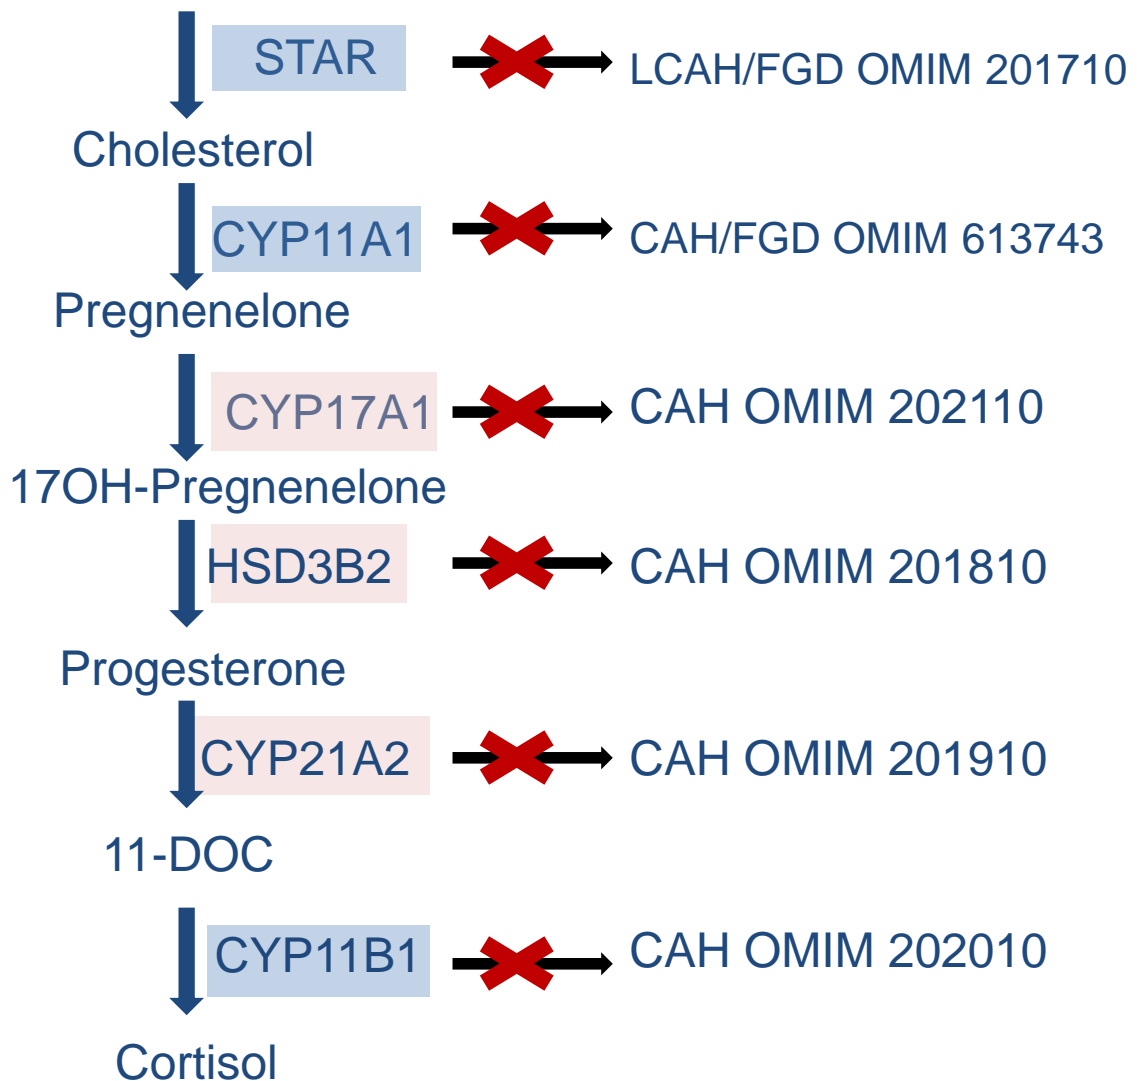 STAR
LCAH/FGD OMIM 201710
Cholesterol
CYP11A1
CAH/FGD OMIM 613743
Pregnenelone
CYP17A1
CAH OMIM 202110
17OH-Pregnenelone
HSD3B2
CAH OMIM 201810
Progesterone
CYP21A2
CAH OMIM 201910
11-DOC
CYP11B1
CAH OMIM 202010
Cortisol